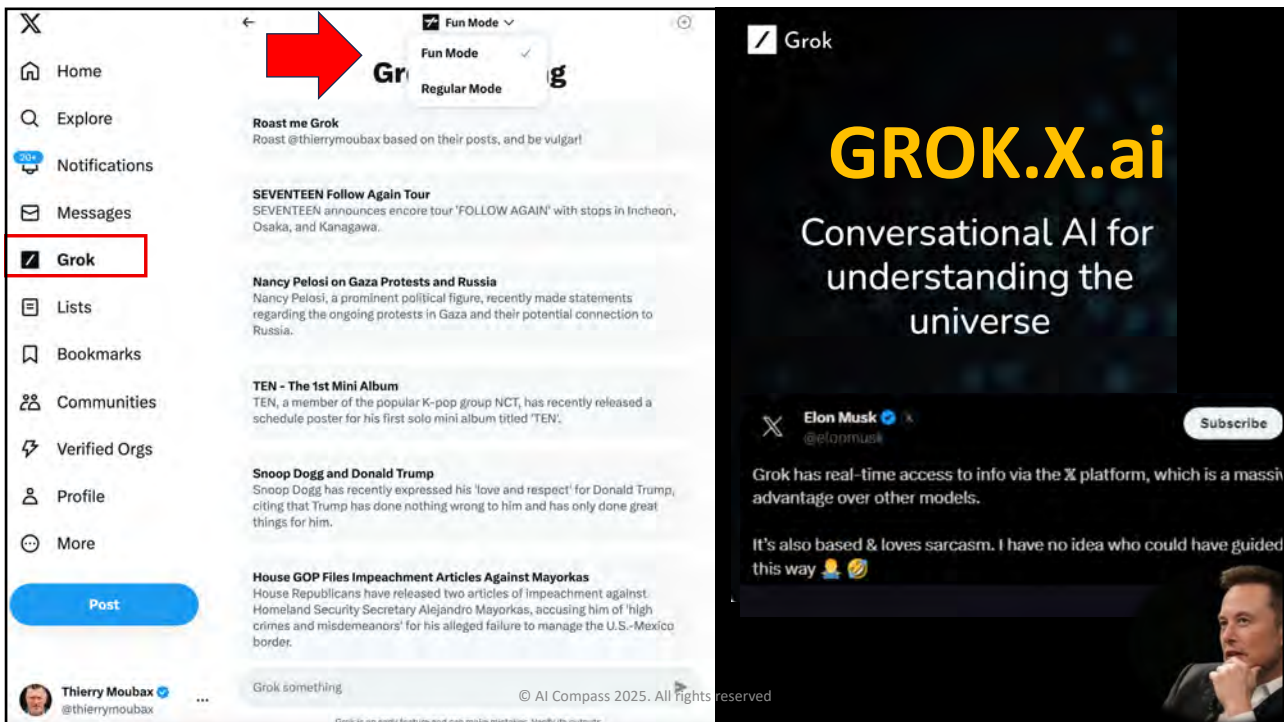 Home
Explore
20+
Notifications
Messages
Grok
Lists
Bookmarks
Communities
Verified Orgs
Profile
More
Post
Thierry Moubax
@thierrymoubax
Fun Mode
Fun Mode
Regular Mode
Gr
g
Roast me Grok
Roast @thierrymoubax based on their posts, and be vulgar!
SEVENTEEN Follow Again Tour
SEVENTEEN announces encore tour 'FOLLOW AGAIN' with stops in Incheon,
Osaka, and Kanagawa.
Nancy Pelosi on Gaza Protests and Russia
Nancy Pelosi, a prominent political figure, recently made statements
regarding the ongoing protests in Gaza and their potential connection to
Russia.
TEN - The 1st Mini Album
TEN, a member of the popular K-pop group NCT, has recently released a
schedule poster for his first solo mini album titled 'TEN'.
Snoop Dogg and Donald Trump
Snoop Dogg has recently expressed his 'love and respect' for Donald Trump,
citing that Trump has done nothing wrong to him and has only done great
things for him.
House GOP Files Impeachment Articles Against Mayorkas
House Republicans have released two articles of impeachment against
Homeland Security Secretary Alejandro Mayorkas, accusing him of 'high
crimes and misdemeanors' for his alleged failure to manage the U.S.-Mexico
border.
Grok something
Grok
GROK.X.ai
Conversational AI for
understanding the
universe
Elon Musk
@elonmusk
Subscribe
Grok has real-time access to info via the 𝕏 platform, which is a massiv
advantage over other models.
It's also based & loves sarcasm. I have no idea who could have guided
this way 🤷‍♂️ 🤣
© AI Compass 2025. All rights reserved